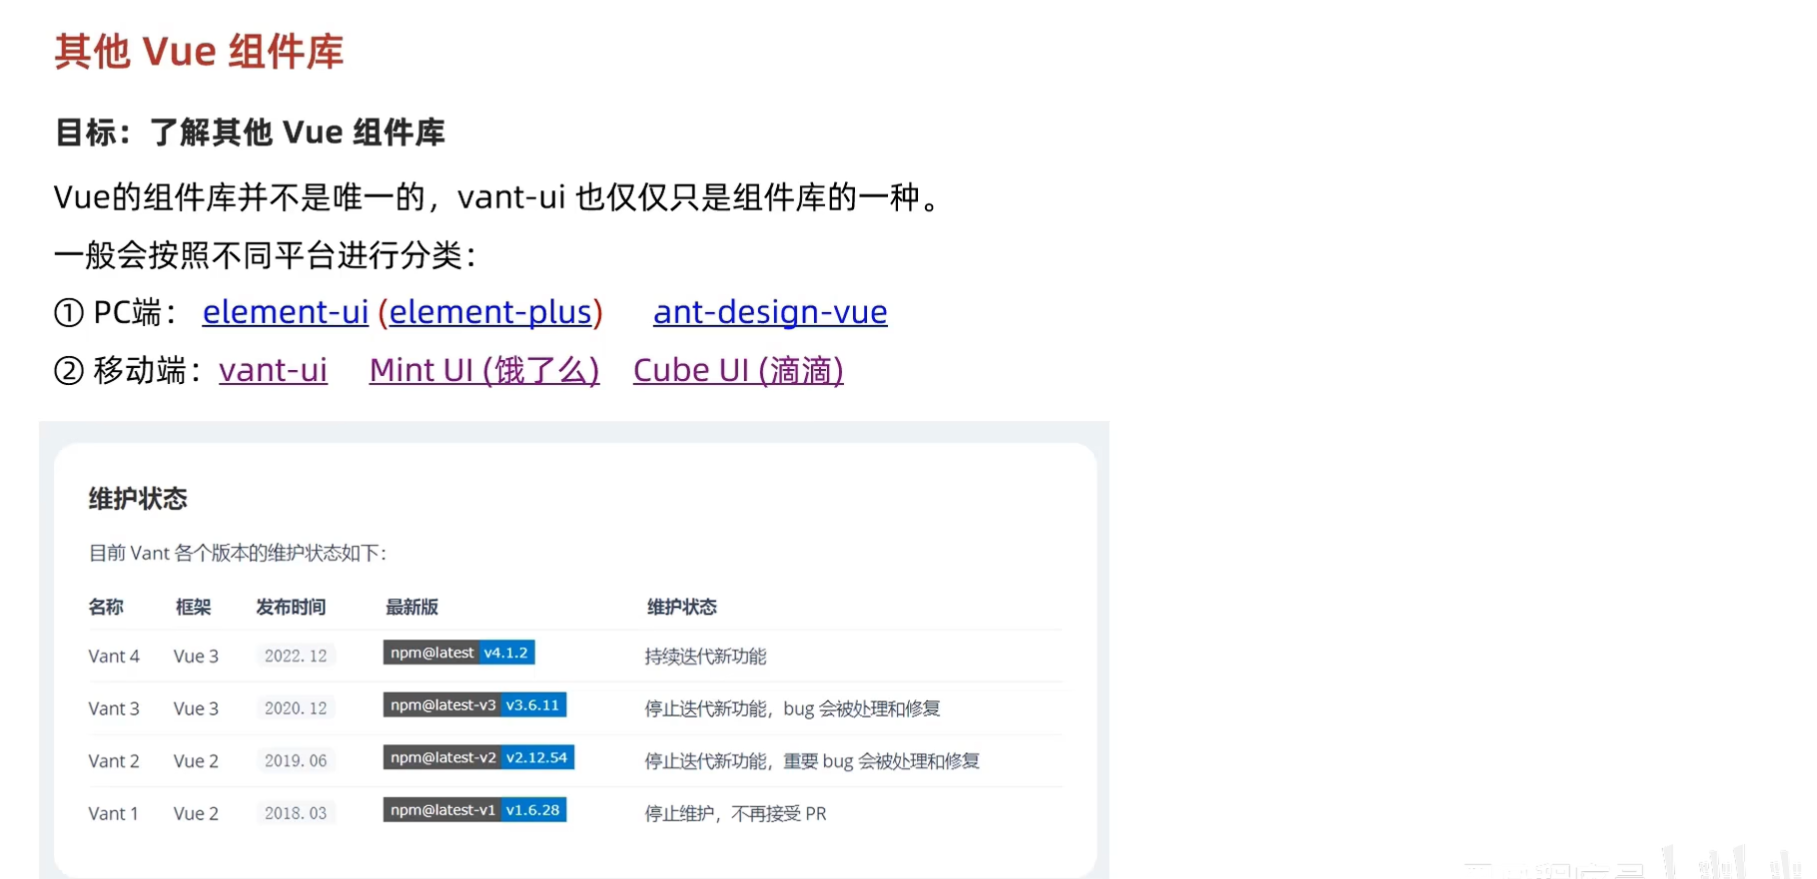 其他 Vue 组件库
目标：了解其他 Vue 组件库
Vue的组件库并不是唯一的，vant-ui 也仅仅只是组件库的一种。
一般会按照不同平台进行分类：
① PC端： element-ui (element-plus) ant-design-vue
② 移动端：vant-ui Mint UI (饿了么) Cube UI (滴滴)
维护状态
目前 Vant 各个版本的维护状态如下：
名称 框架 发布时间 最新版 维护状态
Vant 4 Vue 3 2022.12 npm@latest v4.1.2 持续迭代新功能
Vant 3 Vue 3 2020.12 npm@latest-v3 v3.6.11 停止迭代新功能，bug 会被处理和修复
Vant 2 Vue 2 2019.06 npm@latest-v2 v2.12.54 停止迭代新功能，重要 bug 会被处理和修复
Vant 1 Vue 2 2018.03 npm@latest-v1 v1.6.28 停止维护，不再接受 PR